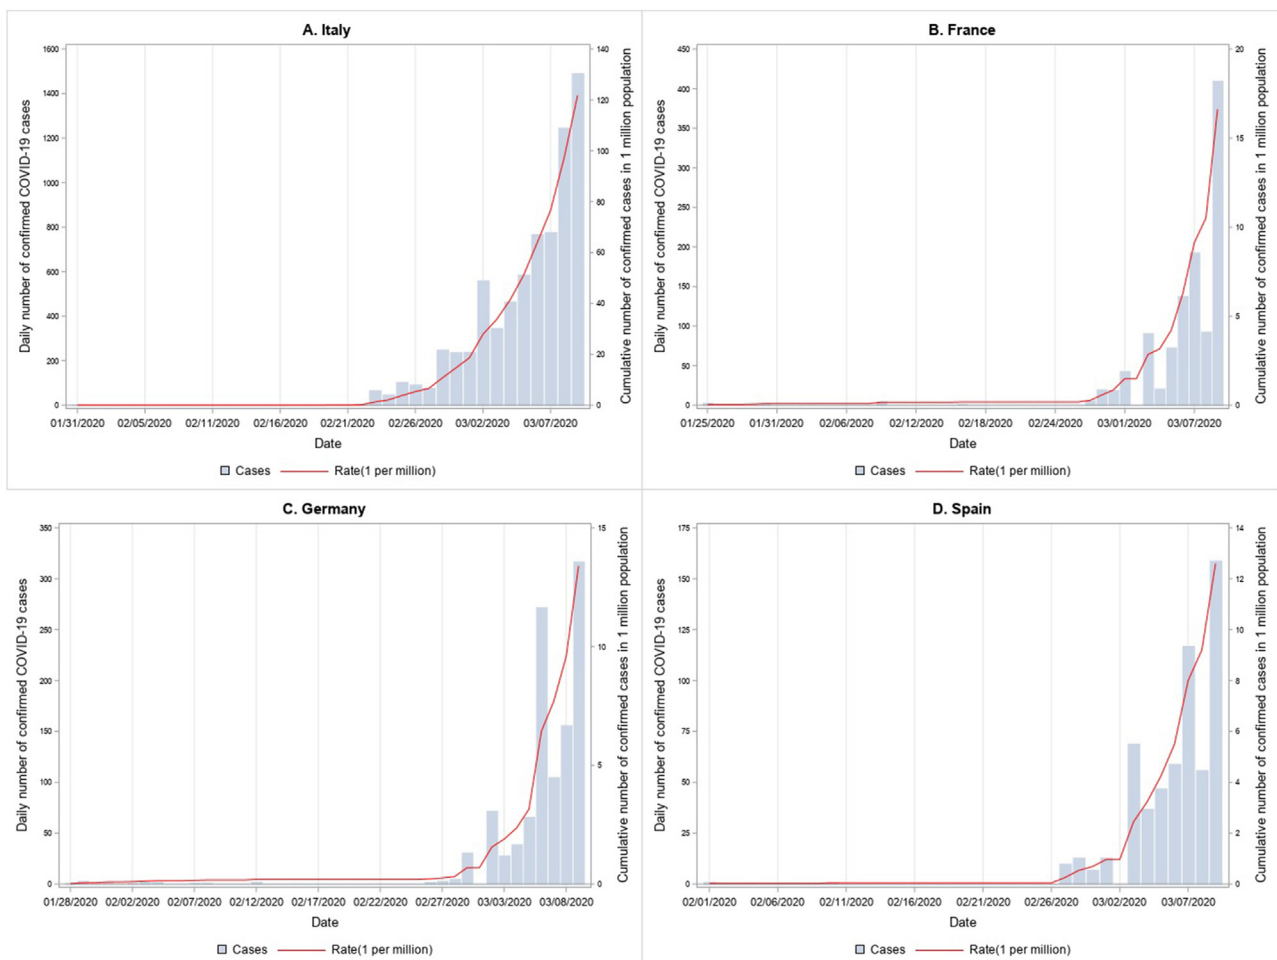 A. Italy
Daily number of confirmed COVID-19 cases
1600
1400
1200
1000
800
600
400
200
0
140
120
100
80
60
40
20
0
Cumulative number of confirmed cases in 1 million population
01/31/2020 02/05/2020 02/11/2020 02/16/2020 02/21/2020 02/26/2020 03/02/2020 03/07/2020
Date
Cases Rate(1 per million)
B. France
Daily number of confirmed COVID-19 cases
450
400
350
300
250
200
150
100
50
0
20
15
10
5
0
Cumulative number of confirmed cases in 1 million population
01/25/2020 01/31/2020 02/06/2020 02/12/2020 02/18/2020 02/24/2020 03/01/2020 03/07/2020
Date
Cases Rate(1 per million)
C. Germany
Daily number of confirmed COVID-19 cases
350
300
250
200
150
100
50
0
15
10
5
0
Cumulative number of confirmed cases in 1 million population
01/28/2020 02/02/2020 02/07/2020 02/12/2020 02/17/2020 02/22/2020 02/27/2020 03/03/2020 03/08/2020
Date
Cases Rate(1 per million)
D. Spain
Daily number of confirmed COVID-19 cases
175
150
125
100
75
50
25
0
14
12
10
8
6
4
2
0
Cumulative number of confirmed cases in 1 million population
02/01/2020 02/06/2020 02/11/2020 02/16/2020 02/21/2020 02/26/2020 03/02/2020 03/07/2020
Date
Cases Rate(1 per million)